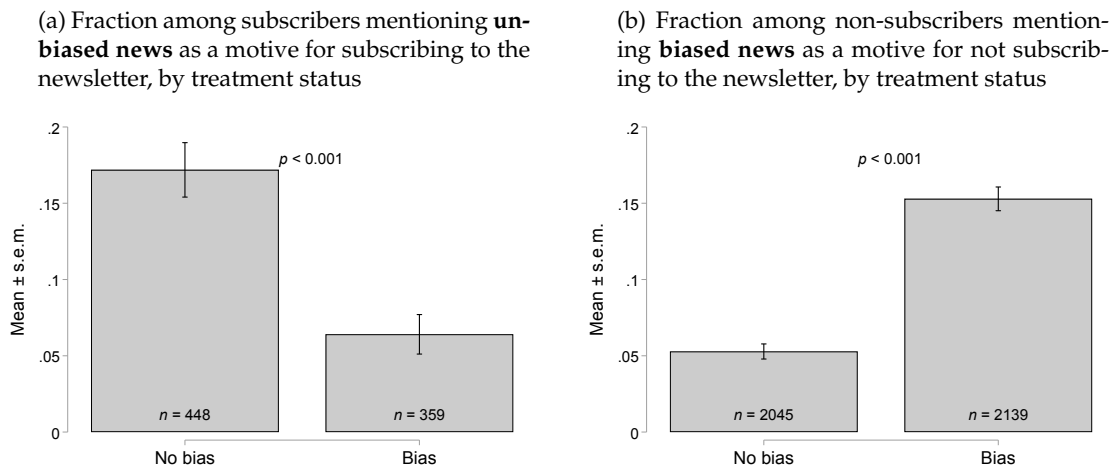 (a) Fraction among subscribers mentioning un-
biased news as a motive for subscribing to the
newsletter, by treatment status
.2
.15
.1
.05
0
Mean ± s.e.m.
p < 0.001
n = 448
n = 359
No bias
Bias
(b) Fraction among non-subscribers mention-
ing biased news as a motive for not subscrib-
ing to the newsletter, by treatment status
.2
.15
.1
.05
0
Mean ± s.e.m.
p < 0.001
n = 2045
n = 2139
No bias
Bias